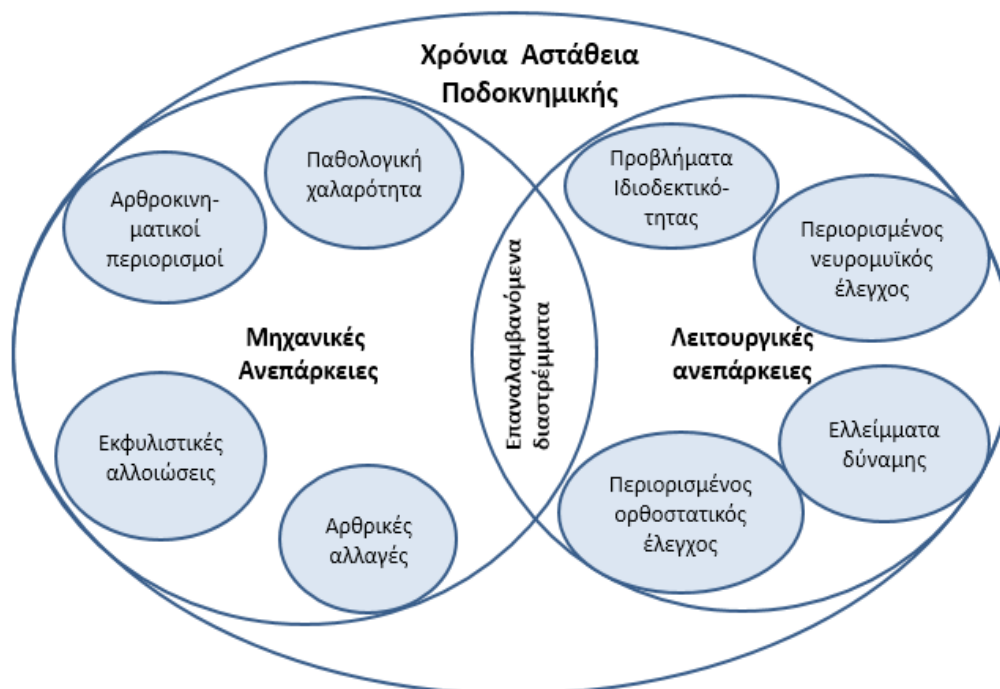 Χρόνια Αστάθεια
Ποδοκνημικής
Παθολογική
χαλαρότητα
Αρθροκινη-
ματικοί
περιορισμοί
Μηχανικές
Ανεπάρκειες
Εκφυλιστικές
αλλοιώσεις
Αρθρικές
αλλαγές
Επαναλαμβανόμενα
διαστρέμματα
Προβλήματα
Ιδιοδεκτικό-
τητας
Περιορισμένος
νευρομυϊκός
έλεγχος
Λειτουργικές
ανεπάρκειες
Ελλείμματα
δύναμης
Περιορισμένος
ορθοστατικός
έλεγχος